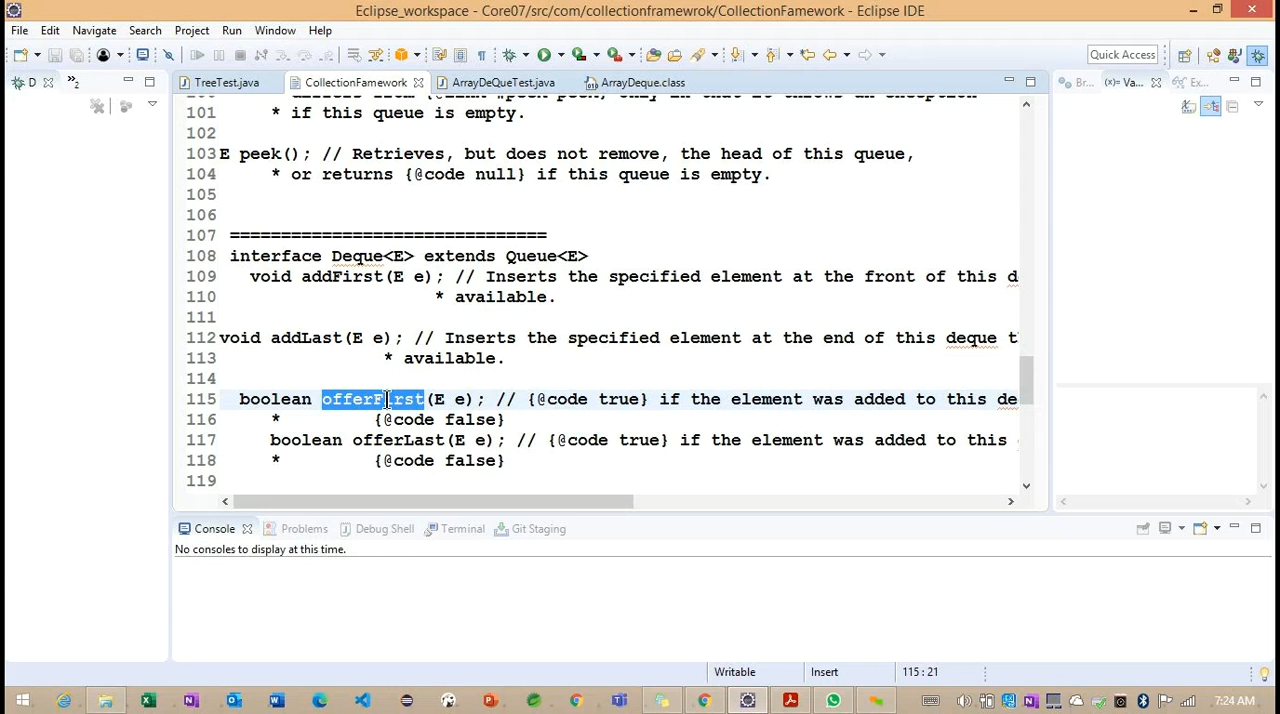 Eclipse_workspace - Core07/src/com/collectionframewrok/CollectionFamework - Eclipse IDE
File Edit Navigate Search Project Run Window Help
Quick Access
D TreeTest.java CollectionFamework ArrayDeQueTest.java ArrayDeque.class Br... Va... Ex...
101 * if this queue is empty.
102
103 E peek(); // Retrieves, but does not remove, the head of this queue,
104 * or returns {@code null} if this queue is empty.
105
106
107 ===============================
108 interface Deque<E> extends Queue<E>
109 void addFirst(E e); // Inserts the specified element at the front of this d
110 * available.
111
112 void addLast(E e); // Inserts the specified element at the end of this deque t
113 * available.
114
115 boolean offerFirst(E e); // {@code true} if the element was added to this de
116 * {@code false}
117 boolean offerLast(E e); // {@code true} if the element was added to this
118 * {@code false}
119
Console Problems Debug Shell Terminal Git Staging
No consoles to display at this time.
Writable Insert 115 : 21
7:24 AM